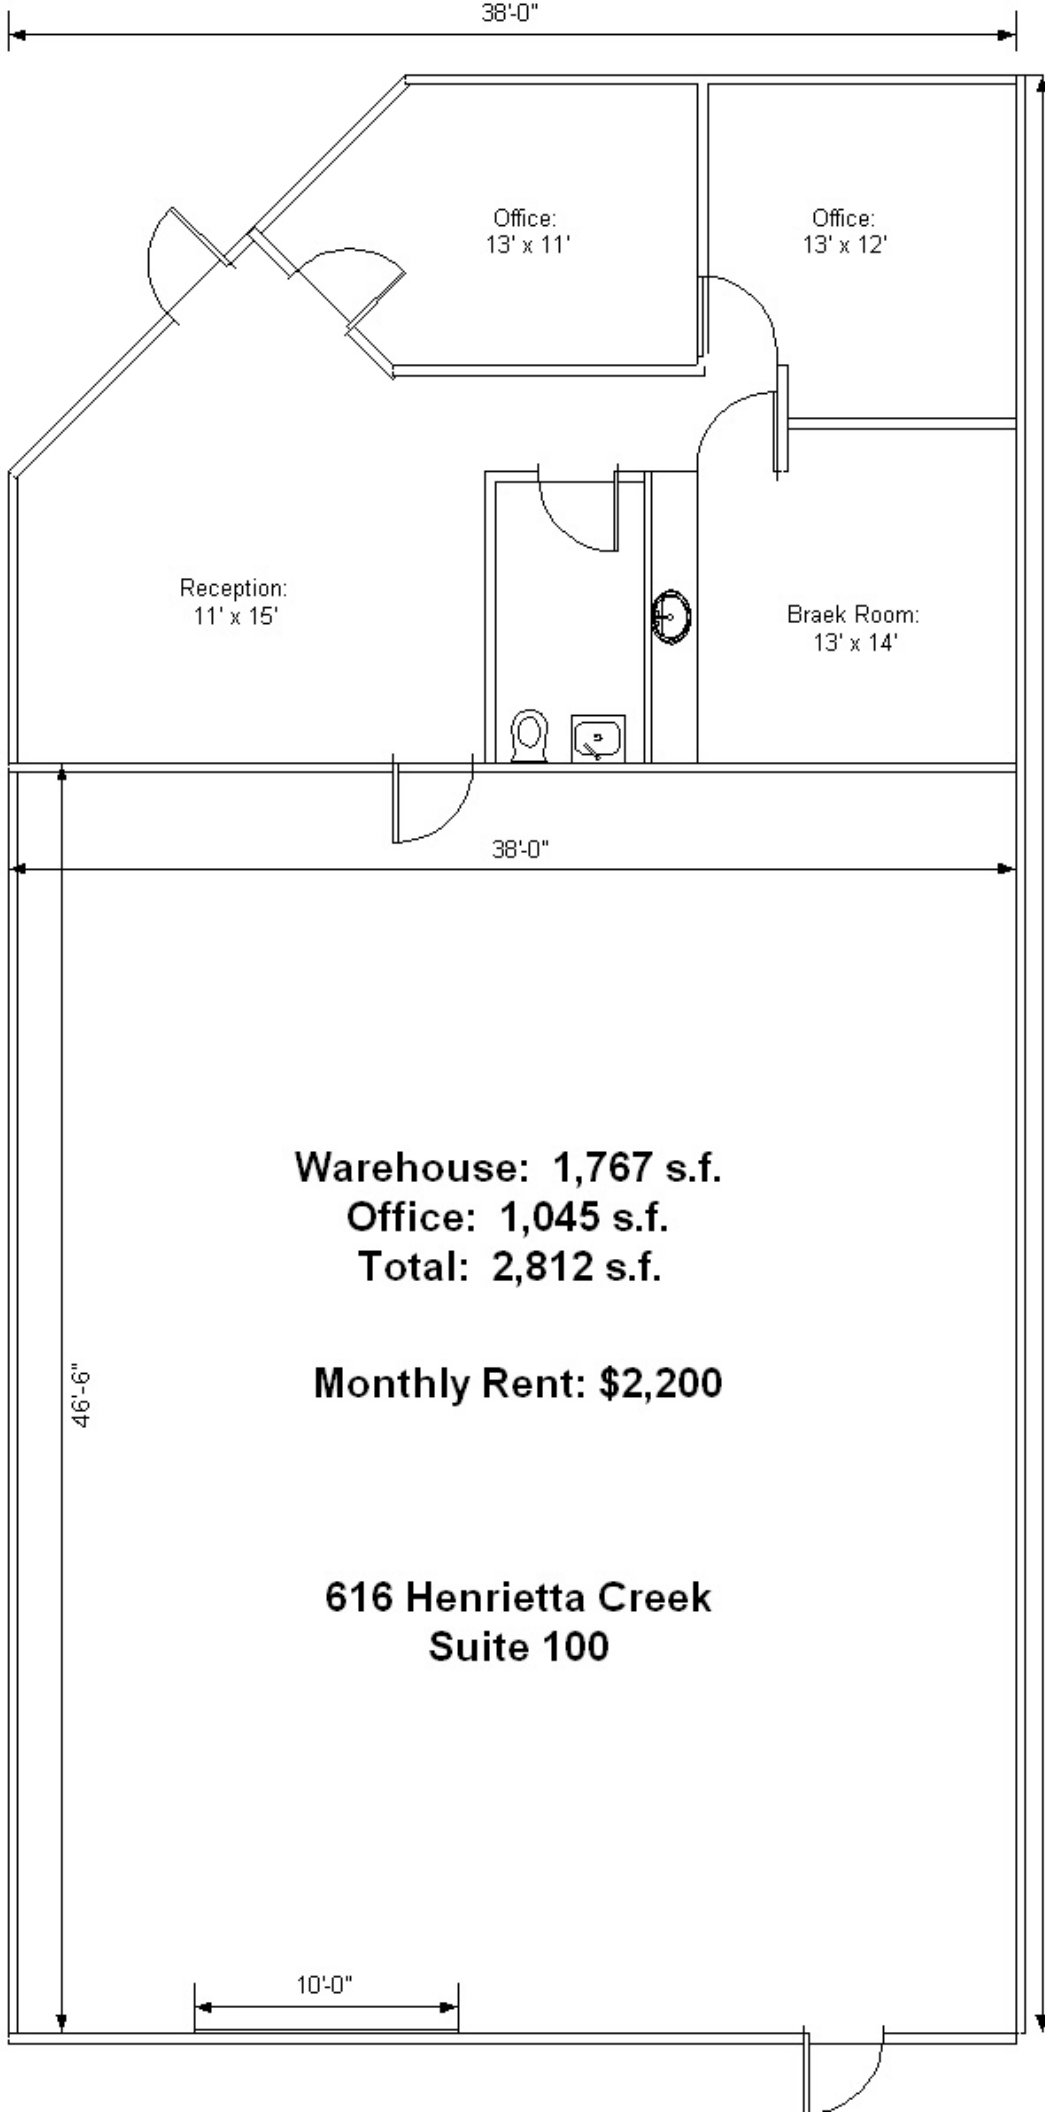 38'-0"
Office:
13' x 11'
Office:
13' x 12'
Reception:
11' x 15'
Braek Room:
13' x 14'
38'-0"
Warehouse: 1,767 s.f.
Office: 1,045 s.f.
Total: 2,812 s.f.
46'-6"
Monthly Rent: $2,200
616 Henrietta Creek
Suite 100
10'-0"